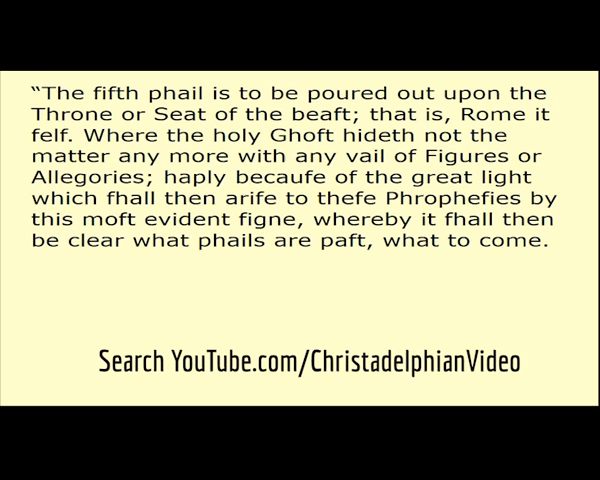 “The fifth phail is to be poured out upon the
Throne or Seat of the beaft; that is, Rome it
felf. Where the holy Ghoft hideth not the
matter any more with any vail of Figures or
Allegories; haply becaufe of the great light
which fhall then arife to thefe Phrophefies by
this moft evident figne, whereby it fhall then
be clear what phails are paft, what to come.
Search YouTube.com/ChristadelphianVideo